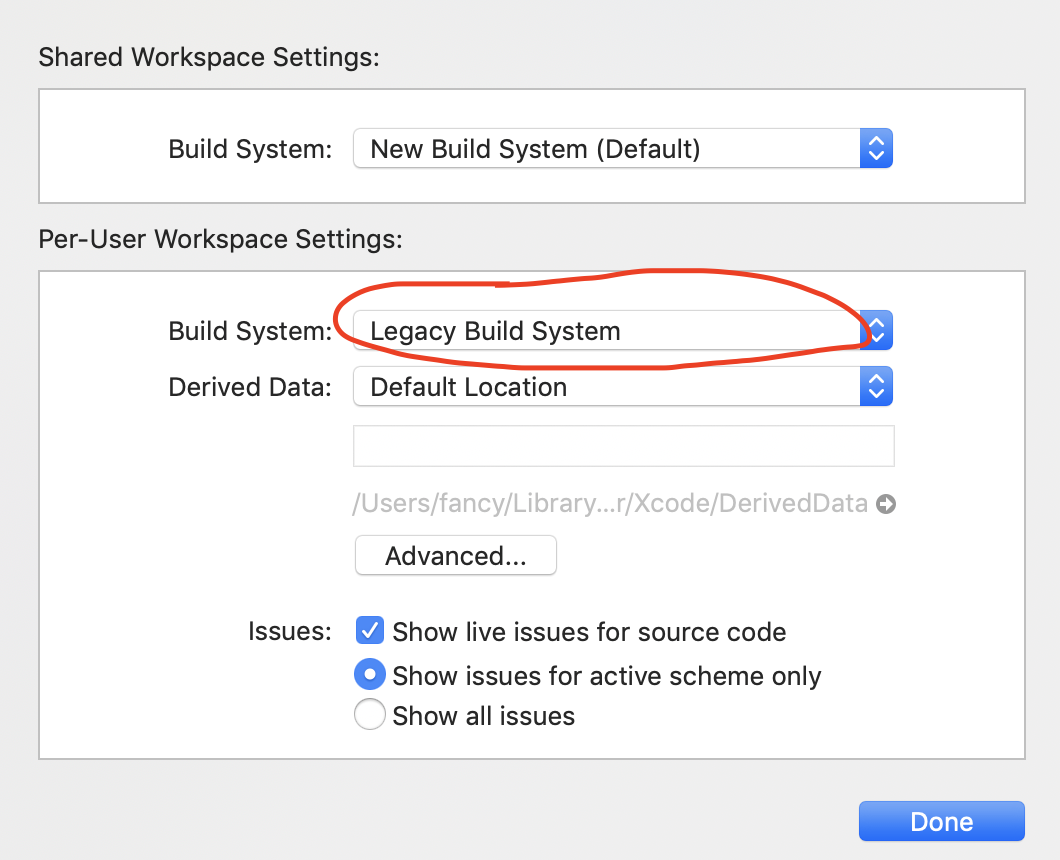 Shared Workspace Settings:
Build System: New Build System (Default)
Per-User Workspace Settings:
Build System: Legacy Build System
Derived Data: Default Location
/Users/fancy/Library...r/Xcode/DerivedData
Advanced...
Issues: Show live issues for source code
Show issues for active scheme only
Show all issues
Done